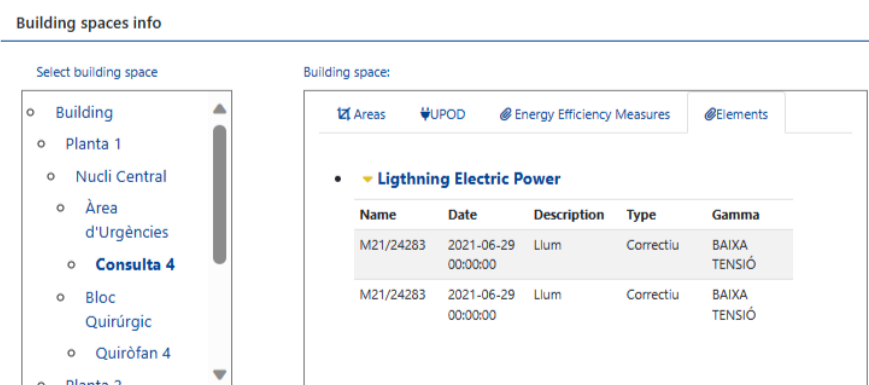 Building spaces info
Select building space
Building
Planta 1
Nucli Central
Àrea
d'Urgències
Consulta 4
Bloc
Quirúrgic
Quiròfan 4
Planta 2
Building space:
Areas UPOD Energy Efficiency Measures Elements
Ligthning Electric Power
Name Date Description Type Gamma
M21/24283 2021-06-29 Llum Correctiu BAIXA
00:00:00 TENSIÓ
M21/24283 2021-06-29 Llum Correctiu BAIXA
00:00:00 TENSIÓ